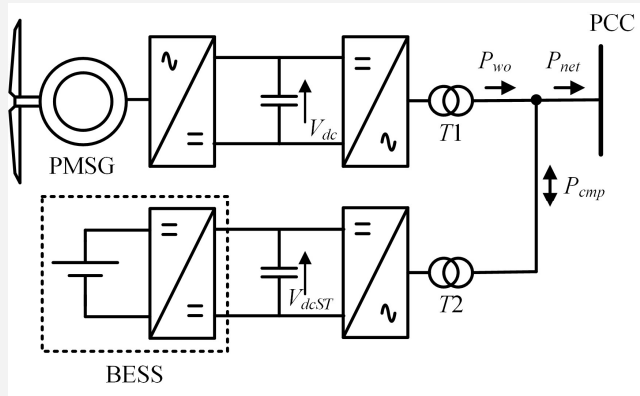 PCC
P_wo
P_net
V_dc
T1
PMSG
P_cmp
V_dcST
T2
BESS